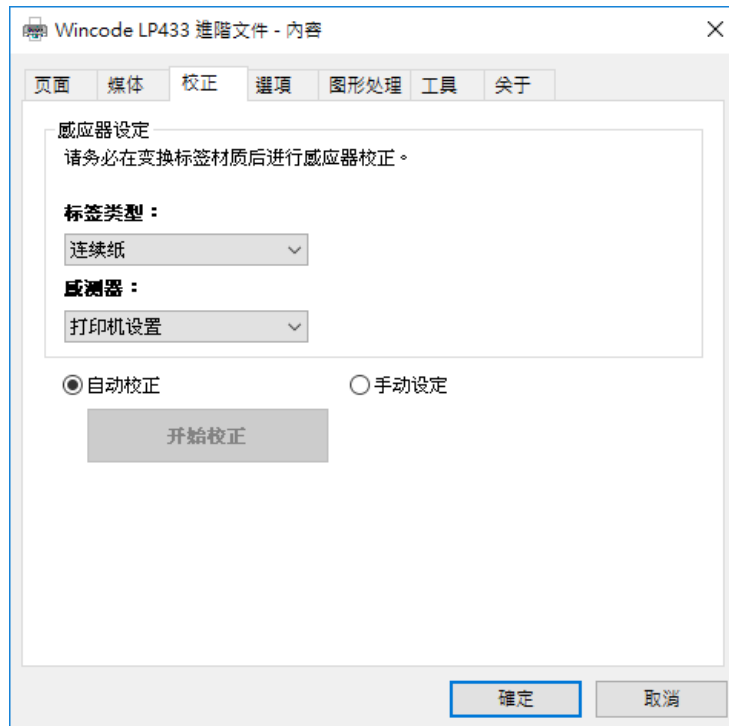 Wincode LP433 進階文件 - 內容
页面 媒体 校正 選項 图形处理 工具 关于
感应器设定
请务必在变换标签材质后进行感应器校正。
标签类型：
连续纸
感测器：
打印机设置
自动校正 手动设定
开始校正
確定 取消